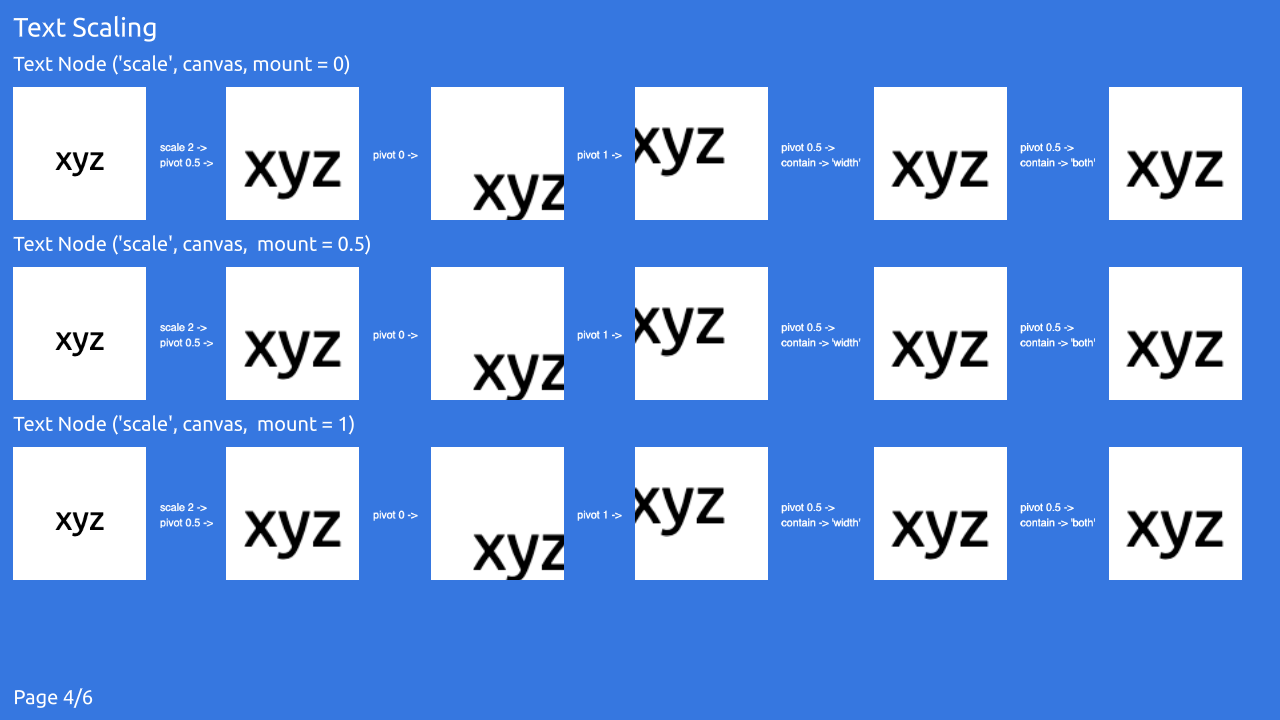 Text Scaling
Text Node ('scale', canvas, mount = 0)
xyz
scale 2 ->
pivot 0.5 ->
xyz
pivot 0 ->
xyz
pivot 1 ->
xyz
pivot 0.5 ->
contain -> 'width'
xyz
pivot 0.5 ->
contain -> 'both'
xyz
Text Node ('scale', canvas,  mount = 0.5)
xyz
scale 2 ->
pivot 0.5 ->
xyz
pivot 0 ->
xyz
pivot 1 ->
xyz
pivot 0.5 ->
contain -> 'width'
xyz
pivot 0.5 ->
contain -> 'both'
xyz
Text Node ('scale', canvas,  mount = 1)
xyz
scale 2 ->
pivot 0.5 ->
xyz
pivot 0 ->
xyz
pivot 1 ->
xyz
pivot 0.5 ->
contain -> 'width'
xyz
pivot 0.5 ->
contain -> 'both'
xyz
Page 4/6